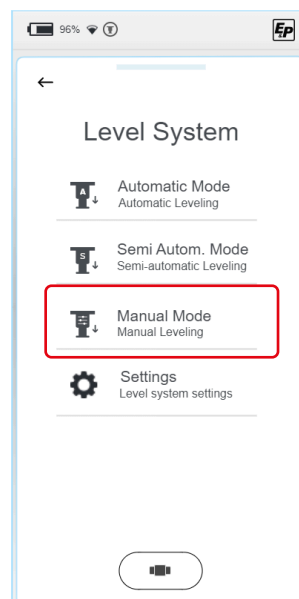 96% T
EP
Level System
A
Automatic Mode
Automatic Leveling
S
Semi Autom. Mode
Semi-automatic Leveling
Manual Mode
Manual Leveling
Settings
Level system settings